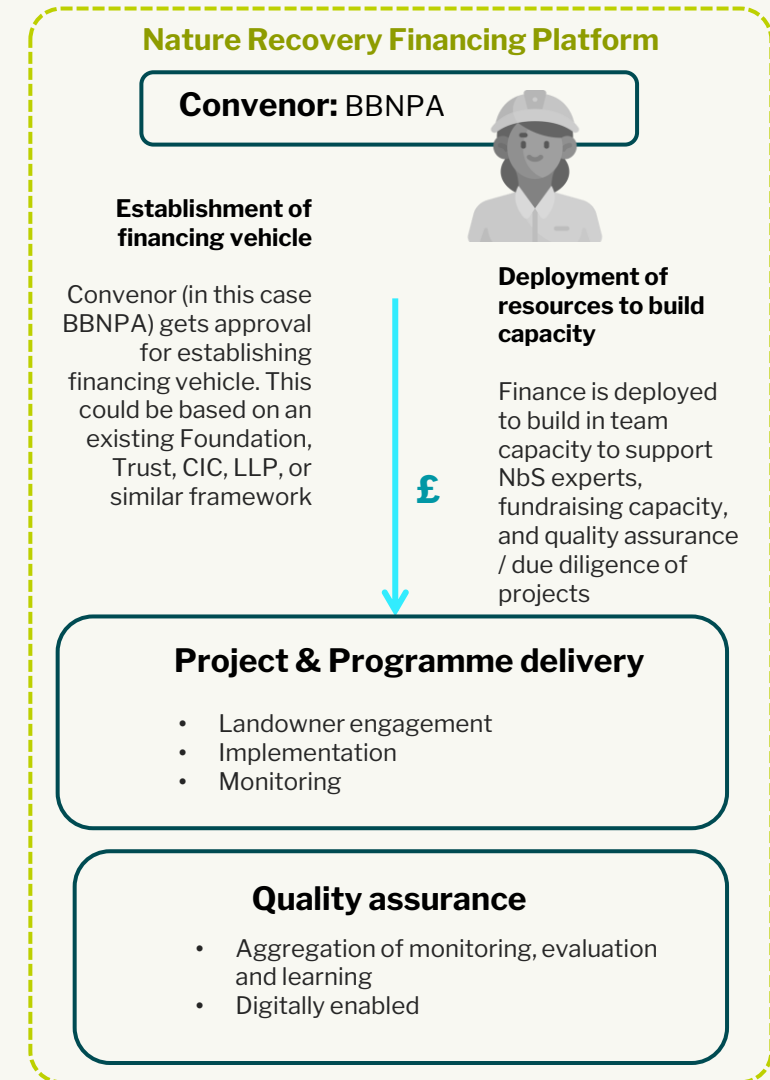 Nature Recovery Financing Platform
Convenor: BBNPA
Establishment of
financing vehicle
Convenor (in this case
BBNPA) gets approval
for establishing
financing vehicle. This
could be based on an
existing Foundation,
Trust, CIC, LLP, or
similar framework
£
Deployment of
resources to build
capacity
Finance is deployed
to build in team
capacity to support
NbS experts,
fundraising capacity,
and quality assurance
/ due diligence of
projects
Project & Programme delivery
• Landowner engagement
• Implementation
• Monitoring
Quality assurance
• Aggregation of monitoring, evaluation
and learning
• Digitally enabled